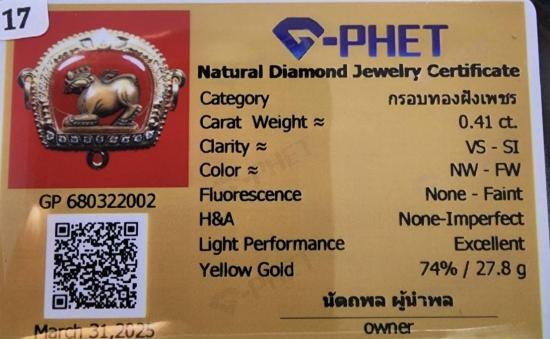 17
G-PHET
Natural Diamond Jewelry Certificate
Category กรอบทองฝังเพชร
Carat Weight ≈ 0.41 ct.
Clarity ≈ VS - SI
Color ≈ NW - FW
Fluorescence None - Faint
H&A None-Imperfect
Light Performance Excellent
Yellow Gold 74% / 27.8 g
GP 680322002
นัดถพล ผู้นำพล
owner
March 31,2025